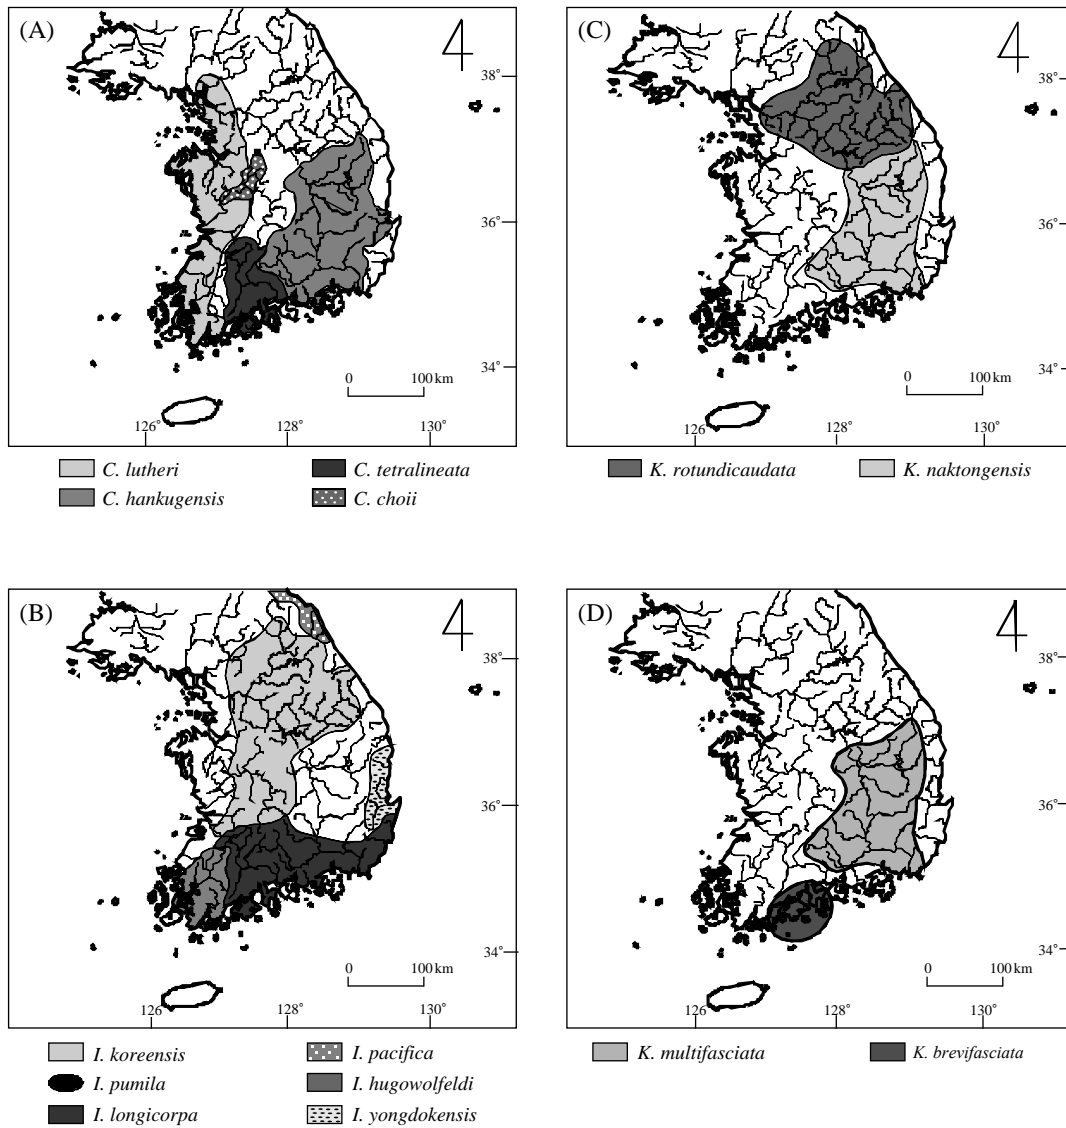 (A)
38°
36°
34°
0 100 km
126° 128° 130°
C. lutheri C. tetralineata
C. hankugensis C. choii
(C)
38°
36°
34°
0 100 km
126° 128° 130°
K. rotundicaudata K. naktongensis
(B)
38°
36°
34°
0 100 km
126° 128° 130°
I. koreensis I. pacifica
I. pumila I. hugowolfeldi
I. longicorpa I. yongdokensis
(D)
38°
36°
34°
0 100 km
126° 128° 130°
K. multifasciata K. brevifasciata